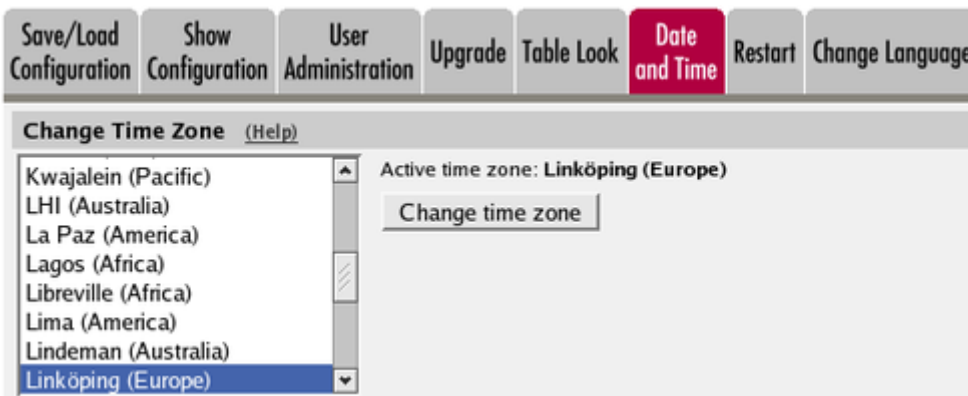 Save/Load Configuration
Show Configuration
User Administration
Upgrade
Table Look
Date and Time
Restart
Change Language
Change Time Zone (Help)
Kwajalein (Pacific)
LHI (Australia)
La Paz (America)
Lagos (Africa)
Libreville (Africa)
Lima (America)
Lindeman (Australia)
Linköping (Europe)
Active time zone: Linköping (Europe)
Change time zone